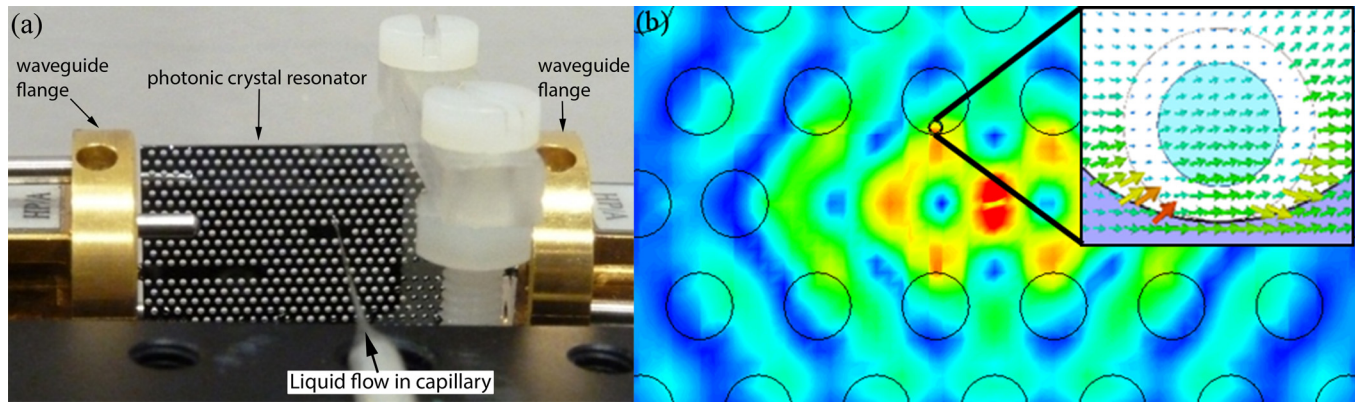 (a)
waveguide
flange
photonic crystal resonator
waveguide
flange
Liquid flow in capillary
(b)